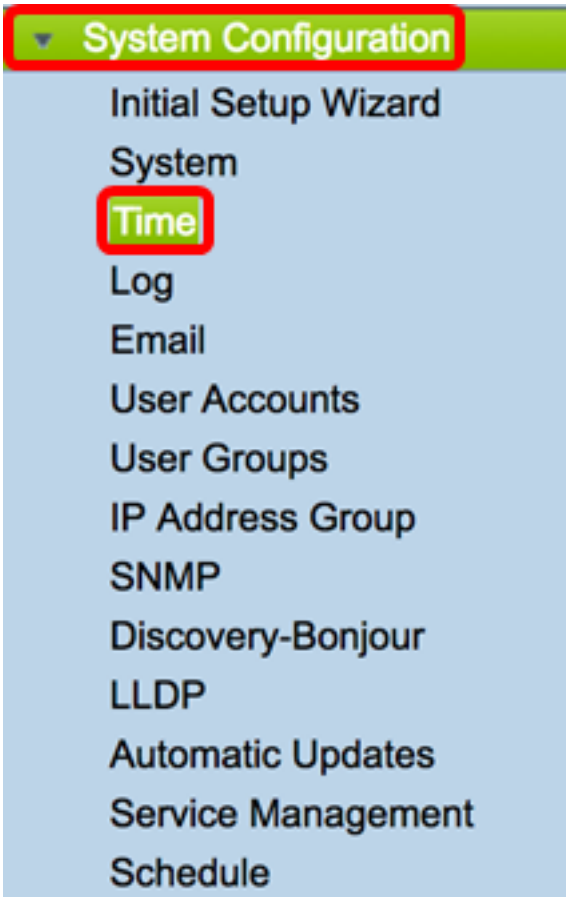 System Configuration
Initial Setup Wizard
System
Time
Log
Email
User Accounts
User Groups
IP Address Group
SNMP
Discovery-Bonjour
LLDP
Automatic Updates
Service Management
Schedule